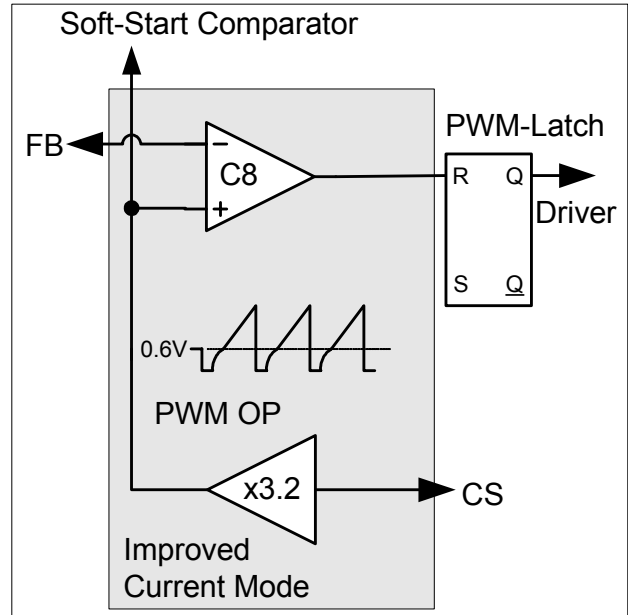 Soft-Start Comparator
FB
PWM-Latch
−
C8
+
R Q
Driver
S Q
0.6V
PWM OP
x3.2
CS
Improved
Current Mode